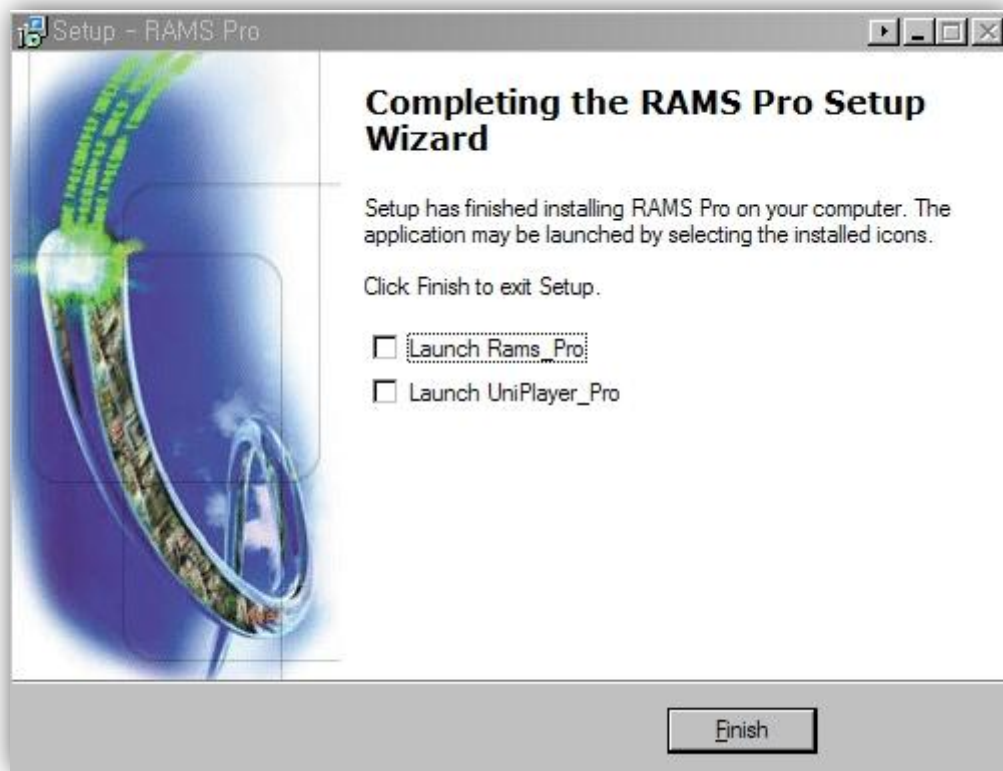 Setup - RAMS Pro
Completing the RAMS Pro Setup
Wizard
Setup has finished installing RAMS Pro on your computer. The
application may be launched by selecting the installed icons.
Click Finish to exit Setup.
Launch Rams_Pro
Launch UniPlayer_Pro
Finish